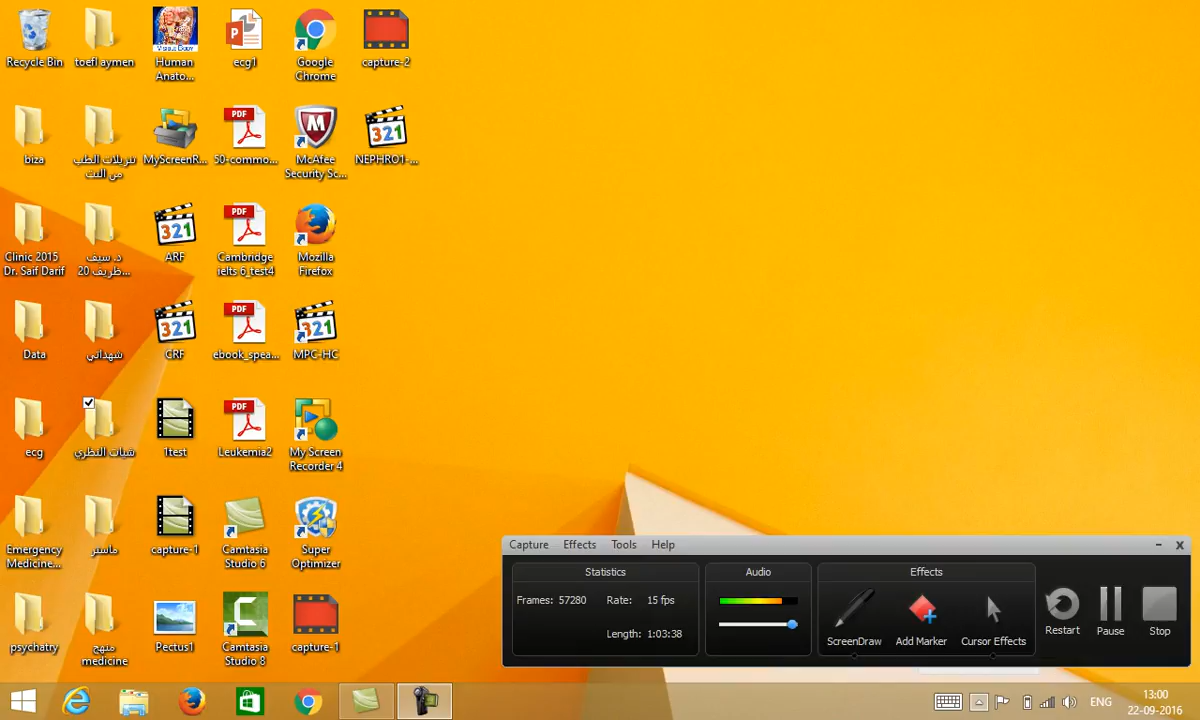 Recycle Bin
toefl aymen
Human
Anato...
ecg1
Google
Chrome
capture-2
biza
تنزيلات الطب
من النت
MyScreenR...
50-commo...
McAfee
Security Sc...
NEPHRO1-...
Clinic 2015
Dr. Saif Darif
د. سيف
ظريف 20...
ARF
Cambridge
ielts 6_test4
Mozilla
Firefox
Data
شهداني
CRF
ebook_spea...
MPC-HC
ecg
شيات النظري
1test
Leukemia2
My Screen
Recorder 4
Emergency
Medicine...
ماستر
capture-1
Camtasia
Studio 6
Super
Optimizer
psychatry
منهج
medicine
Pectus1
Camtasia
Studio 8
capture-1
Capture Effects Tools Help
Statistics
Frames: 57280 Rate: 15 fps
Length: 1:03:38
Audio
Effects
ScreenDraw Add Marker Cursor Effects
Restart Pause Stop
ENG
13:00
22-09-2016